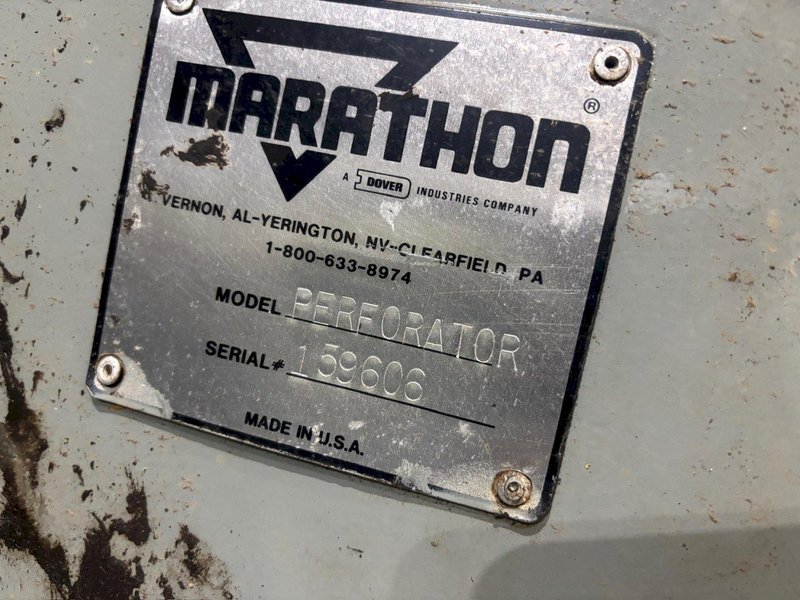 MARATHON®
A DOVER INDUSTRIES COMPANY
VERNON, AL-YERINGTON, NV-CLEARFIELD, PA
1-800-633-8974
MODEL PERFORATOR
SERIAL# 159606
MADE IN U.S.A.